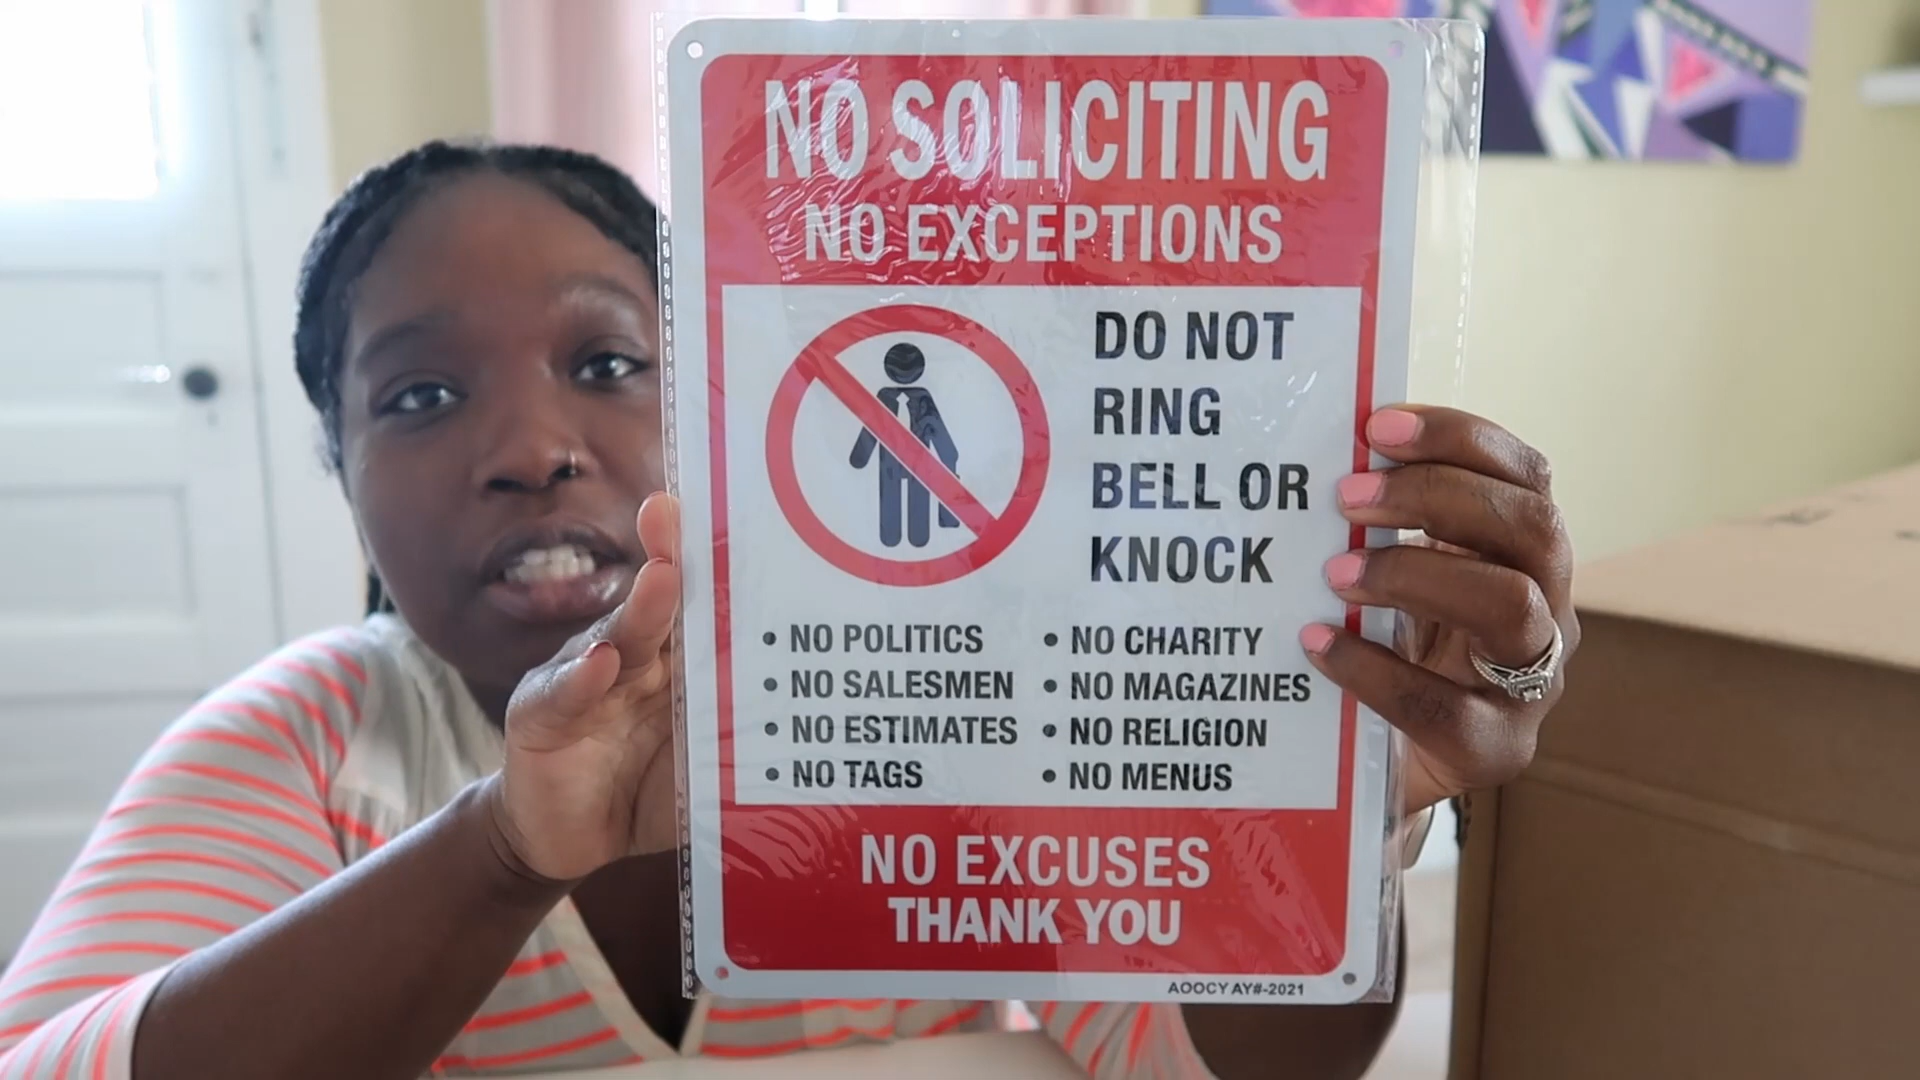 NO SOLICITING
NO EXCEPTIONS
DO NOT
RING
BELL OR
KNOCK
• NO POLITICS
• NO SALESMEN
• NO ESTIMATES
• NO TAGS
• NO CHARITY
• NO MAGAZINES
• NO RELIGION
• NO MENUS
NO EXCUSES
THANK YOU
AOOCY AY#-2021